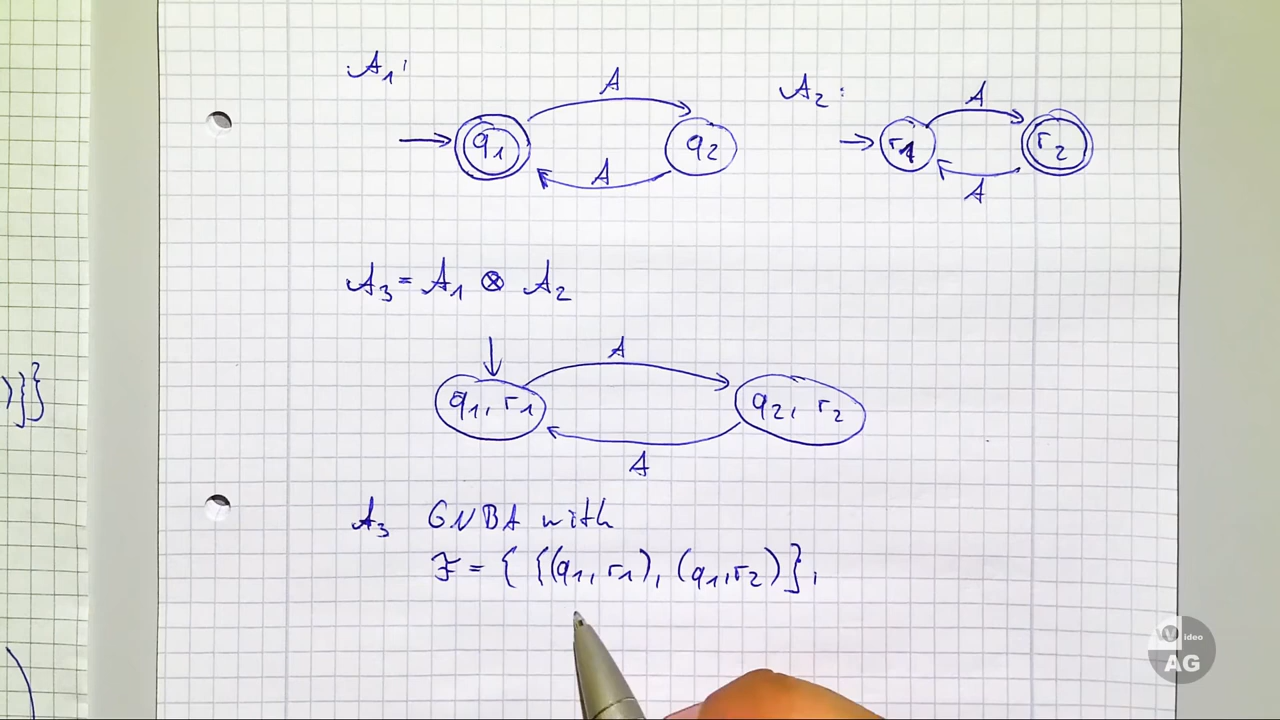 A₁:
A
q₁
q₂
A
A₂:
A
r₁
r₂
A
A₃ = A₁ ⊗ A₂
A
q₁, r₁
q₂, r₂
A
A₃ GNBA with
F = { {(q₁, r₁), (q₁, r₂)},
)}}
Video
AG